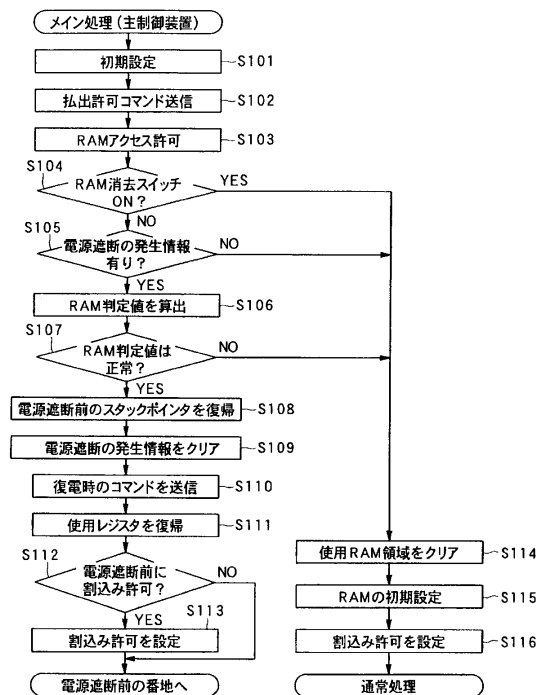 メイン処理(主制御装置)
初期設定
S101
払出許可コマンド送信
S102
RAMアクセス許可
S103
S104
RAM消去スイッチ
ON?
YES
NO
S105
電源遮断の発生情報
有り?
NO
YES
RAM判定値を算出
S106
S107
RAM判定値は
正常?
NO
YES
電源遮断前のスタックポインタを復帰
S108
電源遮断の発生情報をクリア
S109
復電時のコマンドを送信
S110
使用レジスタを復帰
S111
S112
電源遮断前に
割込み許可?
NO
YES
S113
割込み許可を設定
電源遮断前の番地へ
使用RAM領域をクリア
S114
RAMの初期設定
S115
割込み許可を設定
S116
通常処理